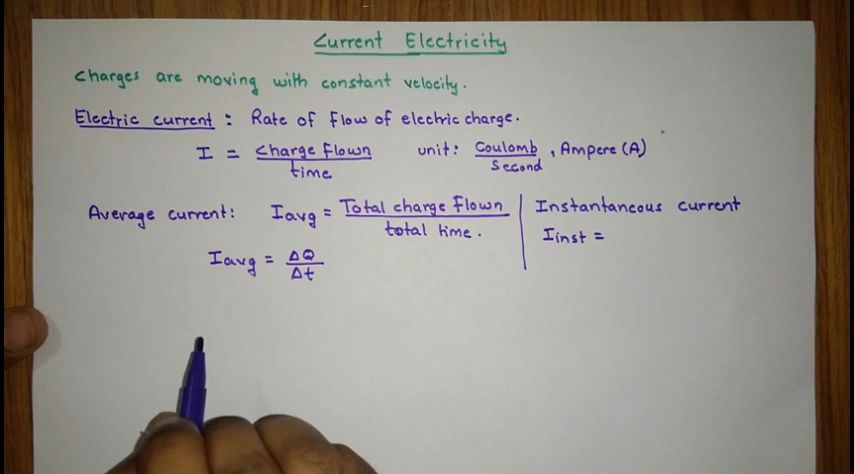 Current Electricity
Charges are moving with constant velocity.
Electric current : Rate of flow of electric charge.
I = charge flown / time unit: Coulomb / Second , Ampere (A)
Average current: Iavg = Total charge flown / total time. Instantaneous current
Iinst =
Iavg = ΔQ / Δt